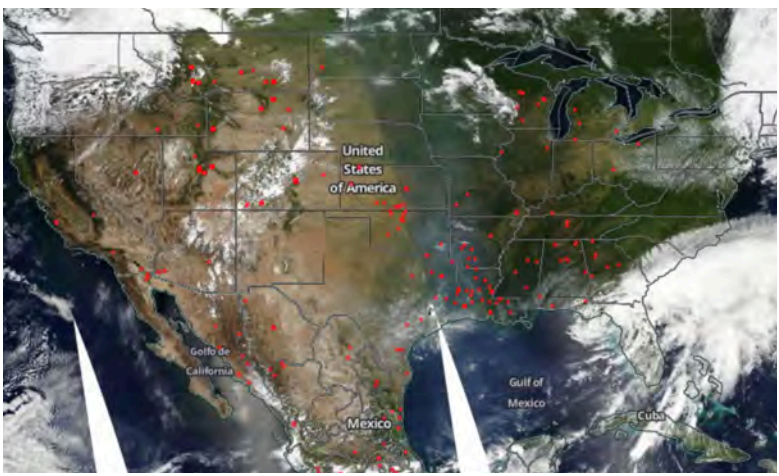 United
States
of America
Golfo de
California
Gulf of
Mexico
Mexico
Cuba